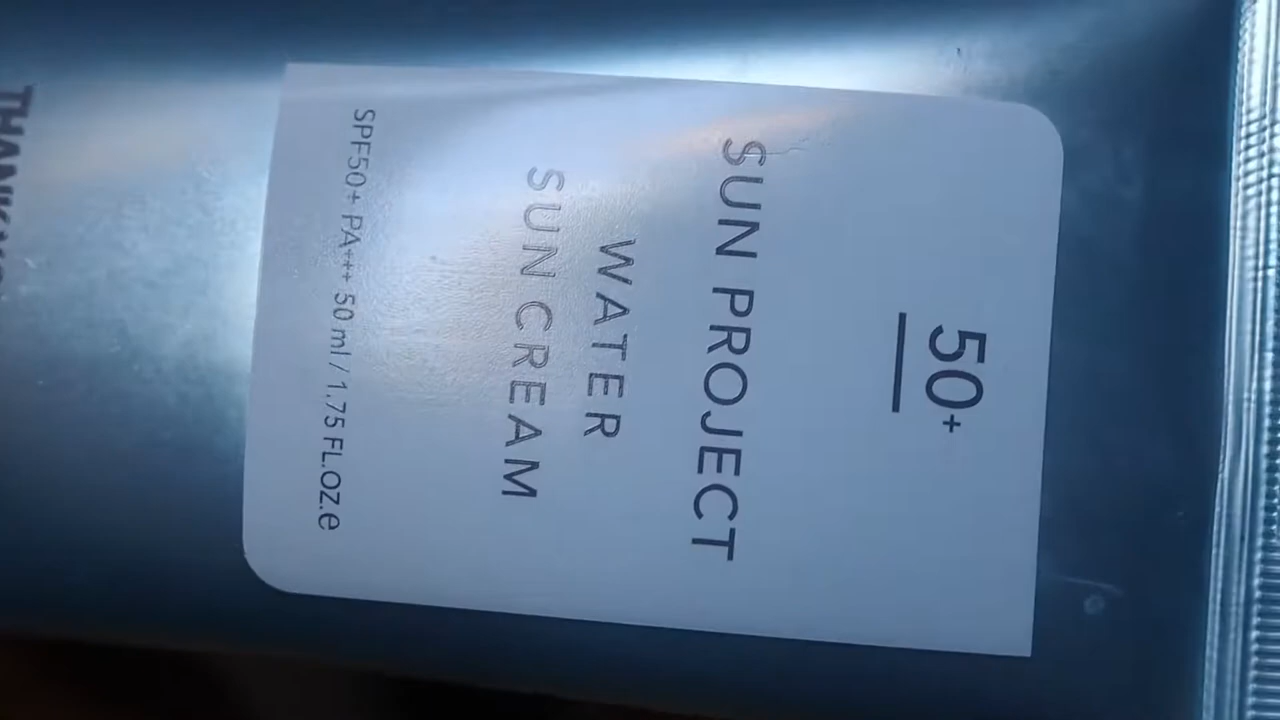 50+
SUN PROJECT
WATER
SUN CREAM
SPF50+ PA+++ 50 ml / 1.75 FL.OZ.e